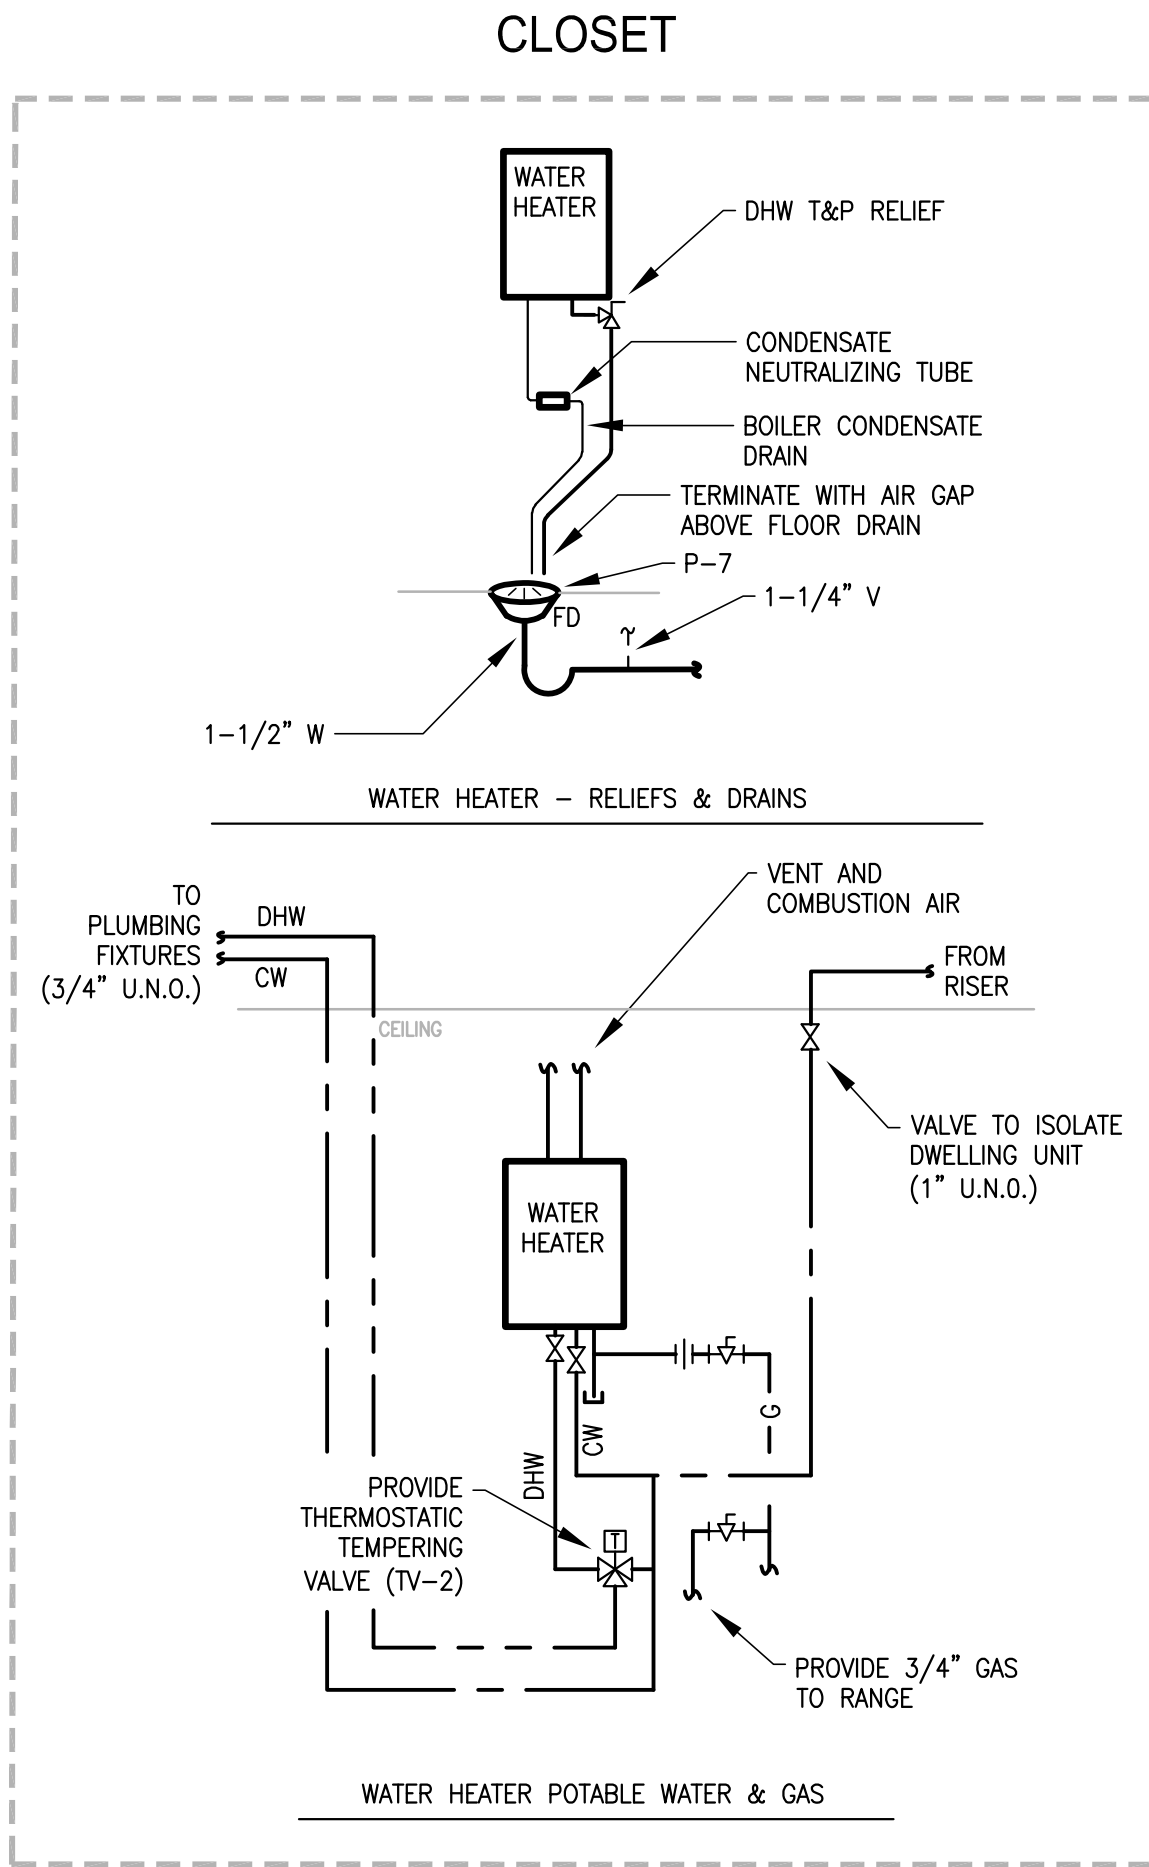 CLOSET
WATER
HEATER
DHW T&P RELIEF
CONDENSATE
NEUTRALIZING TUBE
BOILER CONDENSATE
DRAIN
TERMINATE WITH AIR GAP
ABOVE FLOOR DRAIN
P-7
1-1/4" V
FD
1-1/2" W
WATER HEATER - RELIEFS & DRAINS
VENT AND
COMBUSTION AIR
TO
PLUMBING
FIXTURES
(3/4" U.N.O.)
DHW
CW
FROM
RISER
CEILING
VALVE TO ISOLATE
DWELLING UNIT
(1" U.N.O.)
WATER
HEATER
G
CW
DHW
PROVIDE
THERMOSTATIC
TEMPERING
VALVE (TV-2)
T
PROVIDE 3/4" GAS
TO RANGE
WATER HEATER POTABLE WATER & GAS